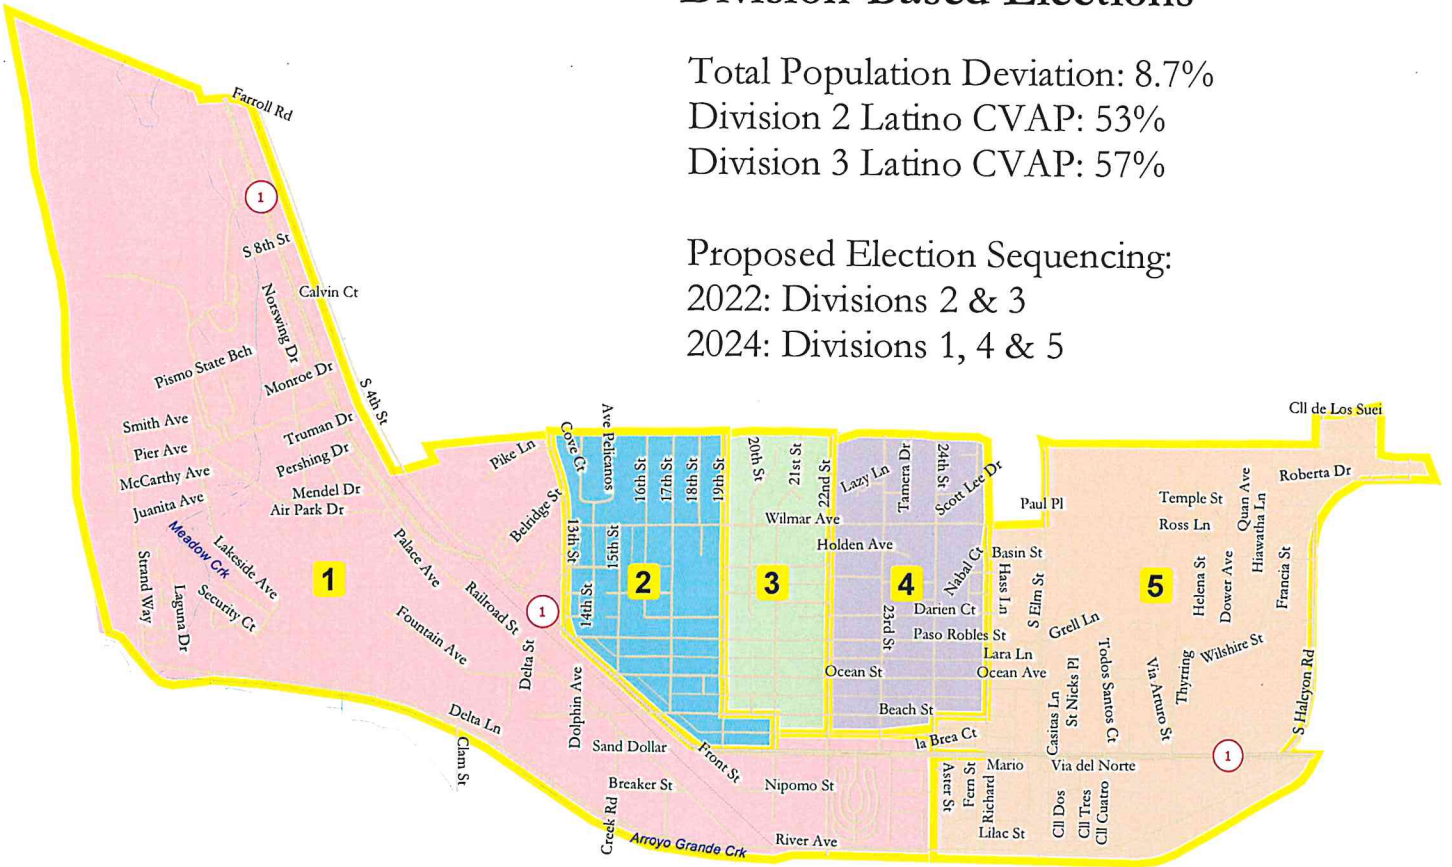 Division-Based Elections
Total Population Deviation: 8.7%
Division 2 Latino CVAP: 53%
Division 3 Latino CVAP: 57%
Proposed Election Sequencing:
2022: Divisions 2 & 3
2024: Divisions 1, 4 & 5
Farroll Rd
1
S 8th St
Calvin Ct
Norswing Dr
Pismo State Bch
Monroe Dr
S 4th St
Smith Ave
Truman Dr
Pier Ave
Pershing Dr
McCarthy Ave
Mendel Dr
Juanita Ave
Air Park Dr
Meadow Crk
Lakeside Ave
Strand Way
Laguna Dr
Security Ct
1
Palace Ave
Fountain Ave
Railroad St
Pike Ln
Belridge St
1
Delta St
Delta Ln
Clam St
Dolphin Ave
Sand Dollar
Breaker St
Creek Rd
Arroyo Grande Crk
Front St
Nipomo St
River Ave
Cove Ct
Ave Pelicanos
13th St
14th St
15th St
16th St
17th St
18th St
19th St
2
20th St
21st St
22nd St
Wilmar Ave
3
Lazy Ln
Tamera Dr
24th St
Scott Lee Dr
Holden Ave
4
Nabal Ct
Darien Ct
23rd St
Paso Robles St
Ocean St
Beach St
la Brea Ct
Cll de Los Suei
Roberta Dr
Paul Pl
Temple St
Ross Ln
Quan Ave
Hiawatha Ln
Basin St
Hass Ln
S Elm St
Grell Ln
5
Helena St
Dower Ave
Francia St
Lara Ln
Ocean Ave
Casitas Ln
St Nicks Pl
Todos Santos Ct
Via Arturo St
Thyrring
Wilshire St
S Halcyon Rd
1
Aster St
Fern St
Richard
Mario
Via del Norte
Lilac St
Cll Dos
Cll Tres
Cll Cuatro